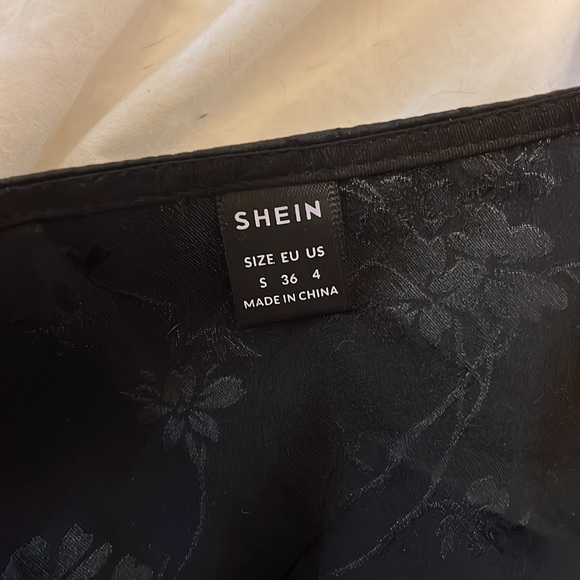 SHEIN
SIZE EU US
S 36 4
MADE IN CHINA